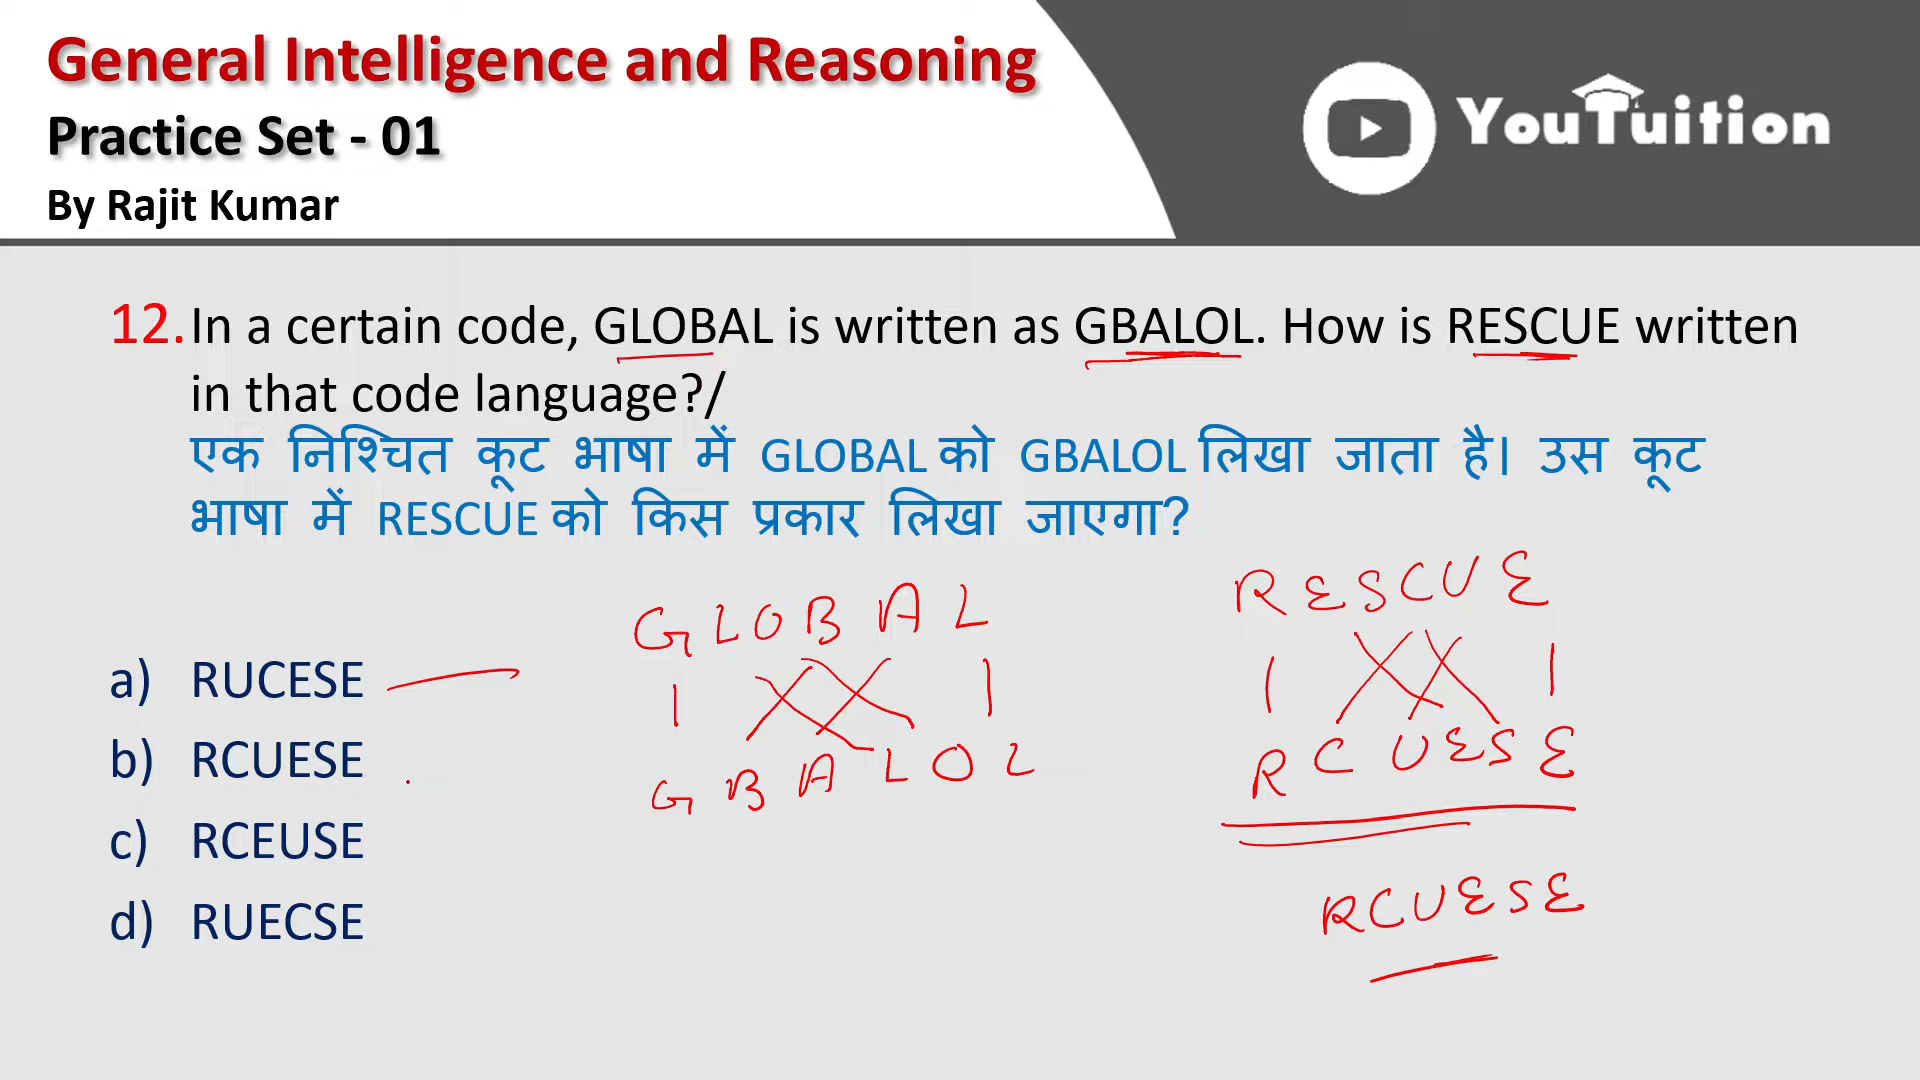 General Intelligence and Reasoning
Practice Set - 01
By Rajit Kumar
YouTuition
12. In a certain code, GLOBAL is written as GBALOL. How is RESCUE written
in that code language?/
एक निश्चित कूट भाषा में GLOBAL को GBALOL लिखा जाता है। उस कूट
भाषा में RESCUE को किस प्रकार लिखा जाएगा?
a) RUCESE
b) RCUESE
c) RCEUSE
d) RUECSE
G L O B A L
G B A L O L
R E S C U E
R C U E S E
R C U E S E